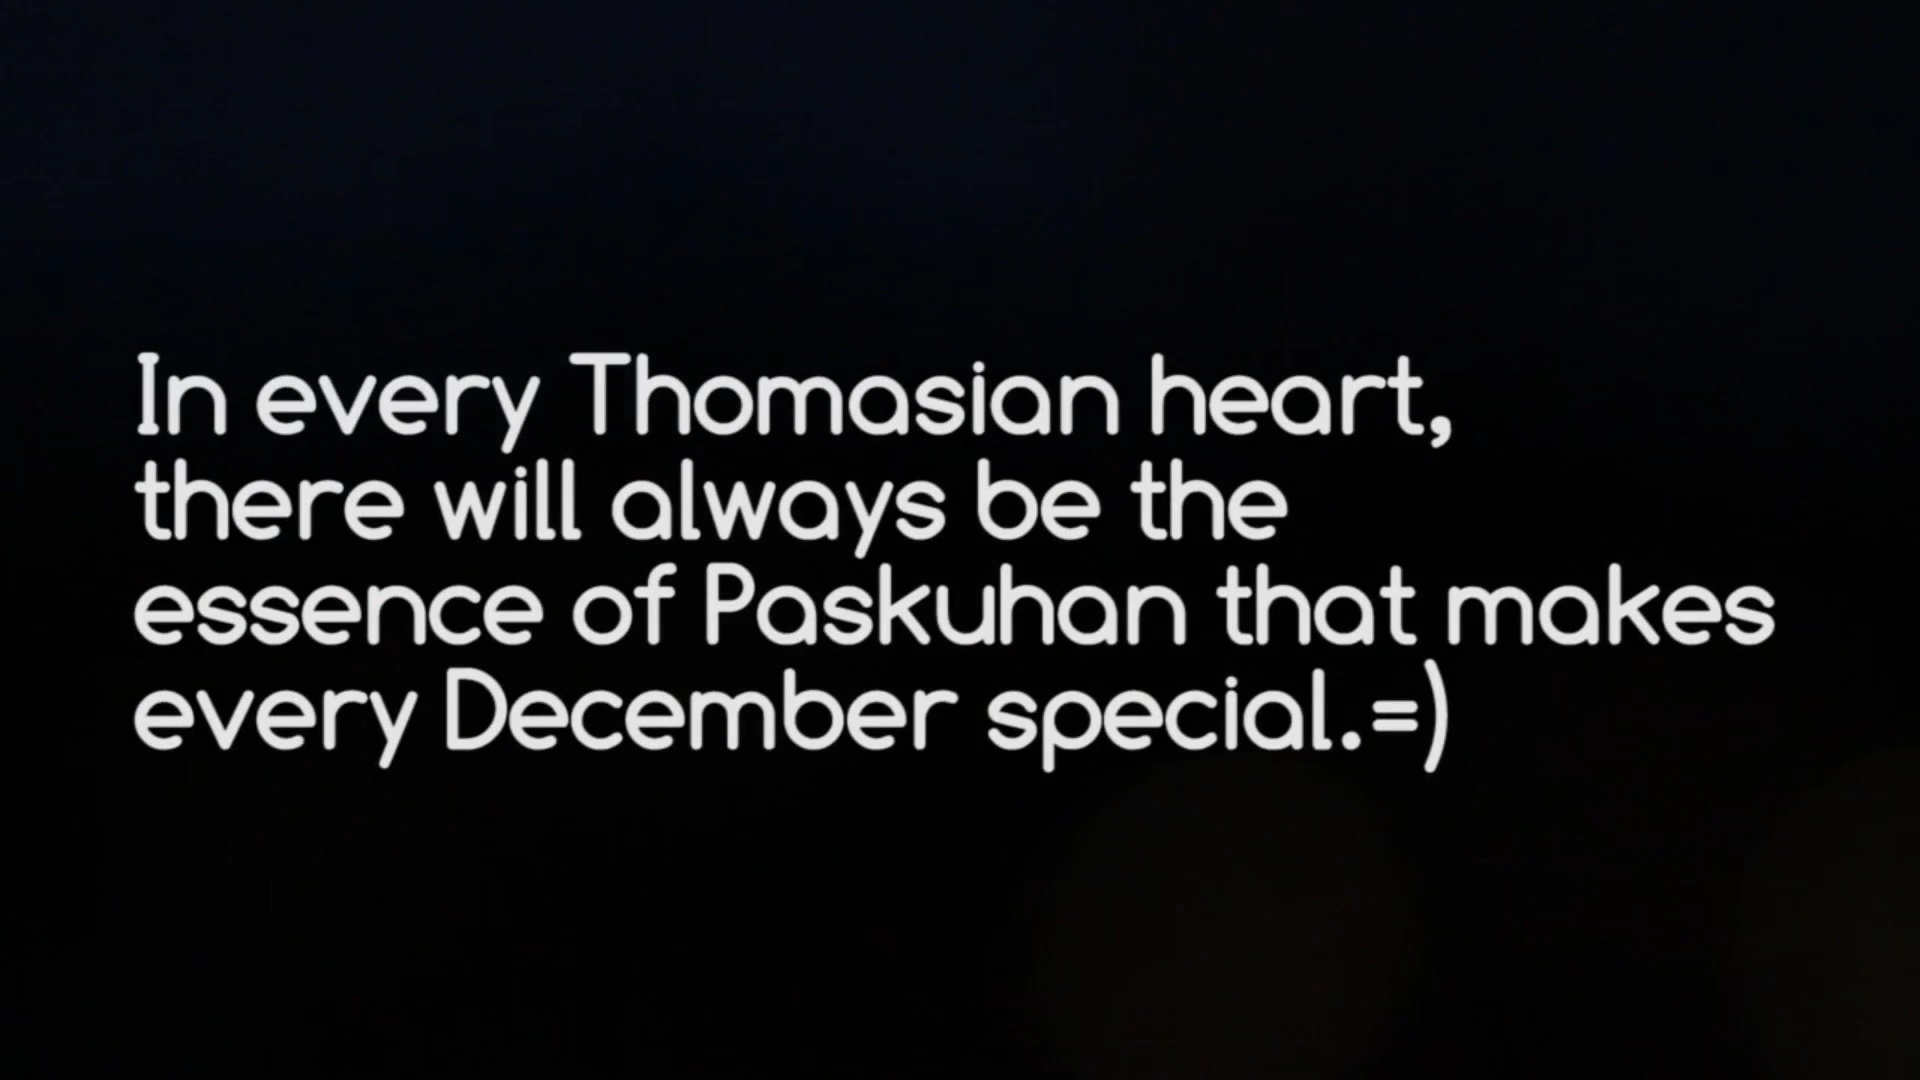 In every Thomasian heart,
there will always be the
essence of Paskuhan that makes
every December special.=)